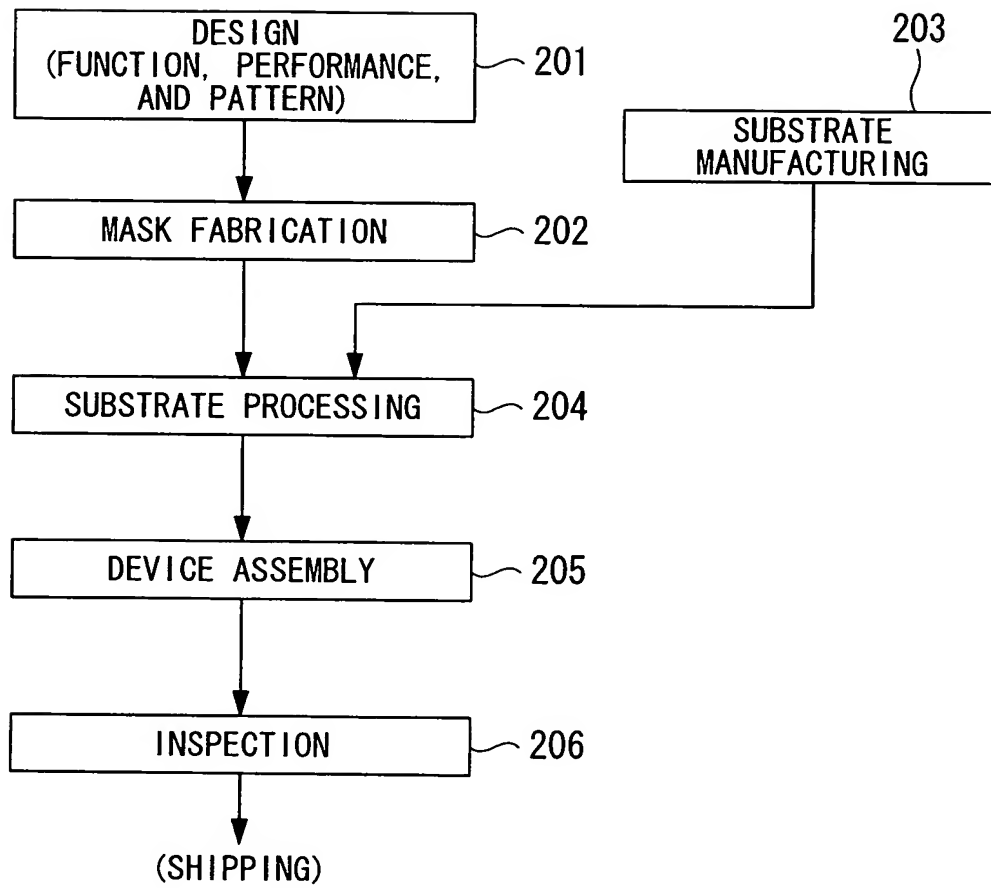 DESIGN
(FUNCTION, PERFORMANCE,
AND PATTERN)
201
203
SUBSTRATE
MANUFACTURING
MASK FABRICATION
202
SUBSTRATE PROCESSING
204
DEVICE ASSEMBLY
205
INSPECTION
206
(SHIPPING)